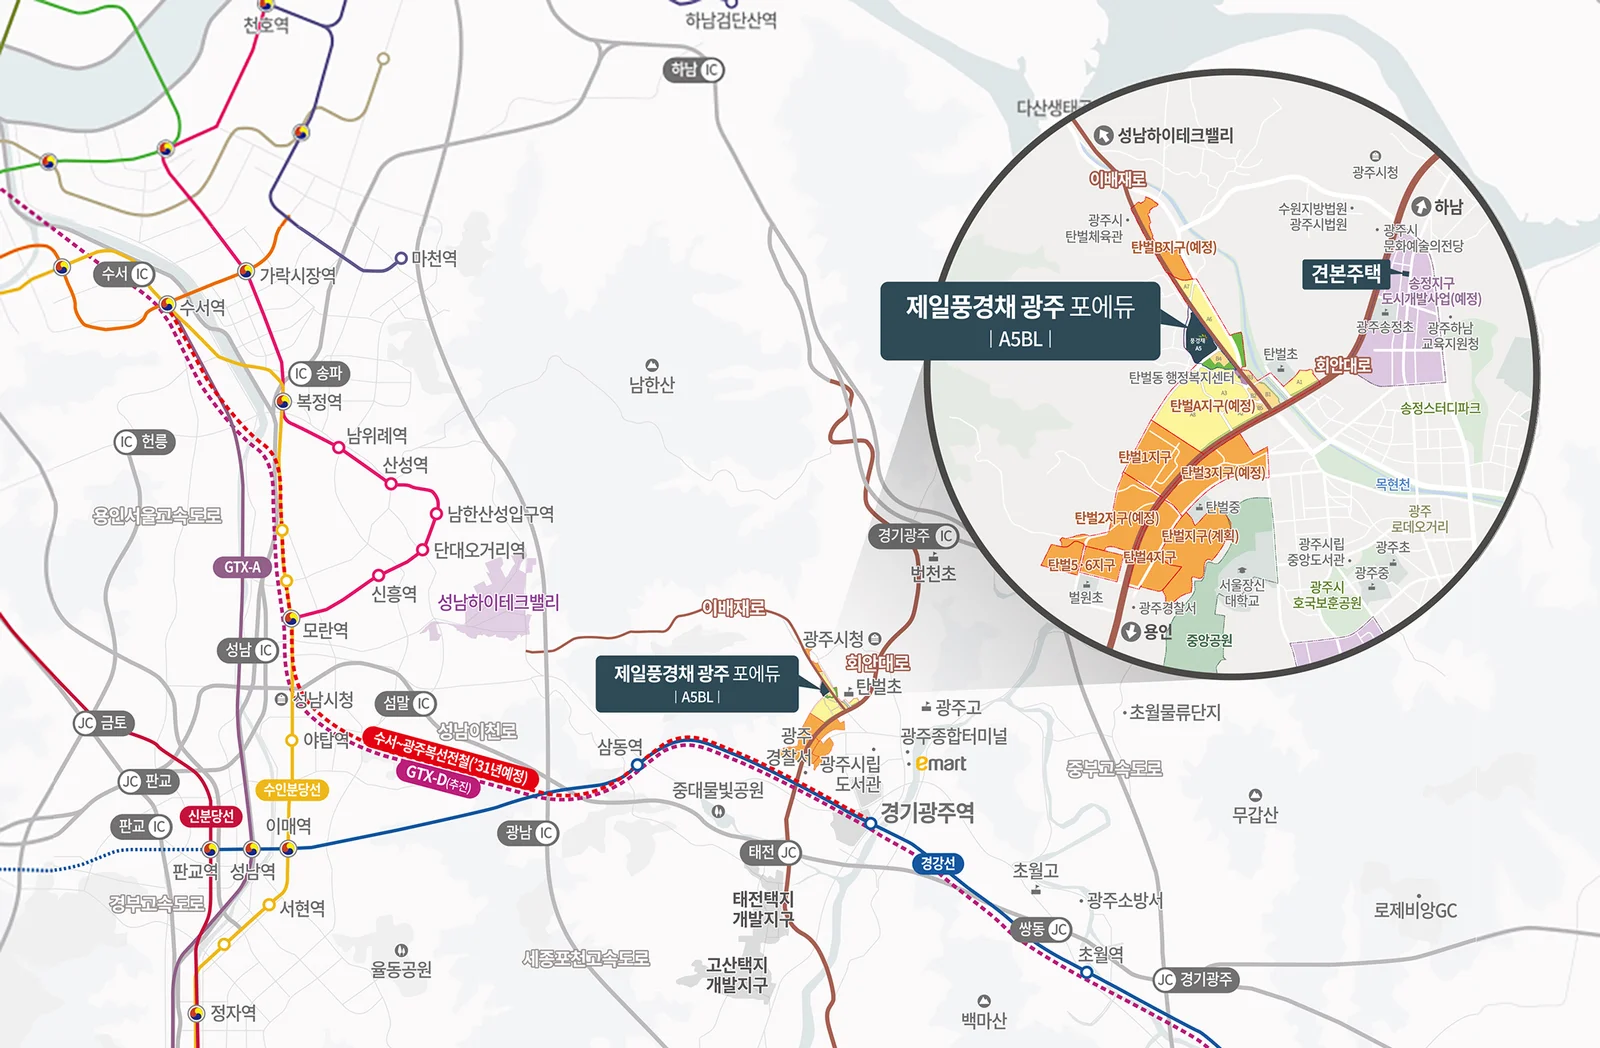 천호역
하남검단산역
하남 IC
다산생태공
마천역
수서 IC
수서역
가락시장역
IC 송파
복정역
남한산
IC 헌릉
남위례역
산성역
용인서울고속도로
남한산성입구역
단대오거리역
GTX-A
신흥역
성남하이테크밸리
모란역
성남 IC
성남시청
섬말 IC
성남이천로
JC 금토
야탑역
수서~광주복선전철('31년예정)
GTX-D(추진)
JC 판교
수인분당선
신분당선
판교 IC
이매역
판교역
성남역
경부고속도로
서현역
율동공원
정자역
경기광주 IC
번천초
이배재로
광주시청
회안대로
제일풍경채 광주 포에듀
| A5BL |
탄벌초
광주고
초월물류단지
삼동역
광주
경찰서
광주시립
도서관
광주종합터미널
emart
중부고속도로
중대물빛공원
경기광주역
무갑산
광남 IC
태전 JC
경강선
태전택지
개발지구
초월고
광주소방서
로제비앙GC
쌍동 JC
초월역
세종포천고속도로
고산택지
개발지구
JC 경기광주
백마산
성남하이테크밸리
이배재로
광주시청
하남
수원지방법원
광주시법원
광주시
탄벌체육관
탄벌B지구(예정)
광주시
문화예술의전당
견본주택
송정지구
도시개발사업(예정)
제일풍경채 광주 포에듀
| A5BL |
풍경채
A5
A6
광주송정초
광주하남
교육지원청
탄벌초
회안대로
탄벌동 행정복지센터
A1
A3
탄벌A지구(예정)
송정스터디파크
탄벌1지구
탄벌3지구(예정)
목현천
탄벌중
탄벌2지구(예정)
탄벌지구(계획)
광주
로데오거리
광주시립
중앙도서관
광주초
탄벌4지구
탄벌5·6지구
광주중
서울장신
대학교
광주시
호국보훈공원
벌원초
광주경찰서
용인
중앙공원